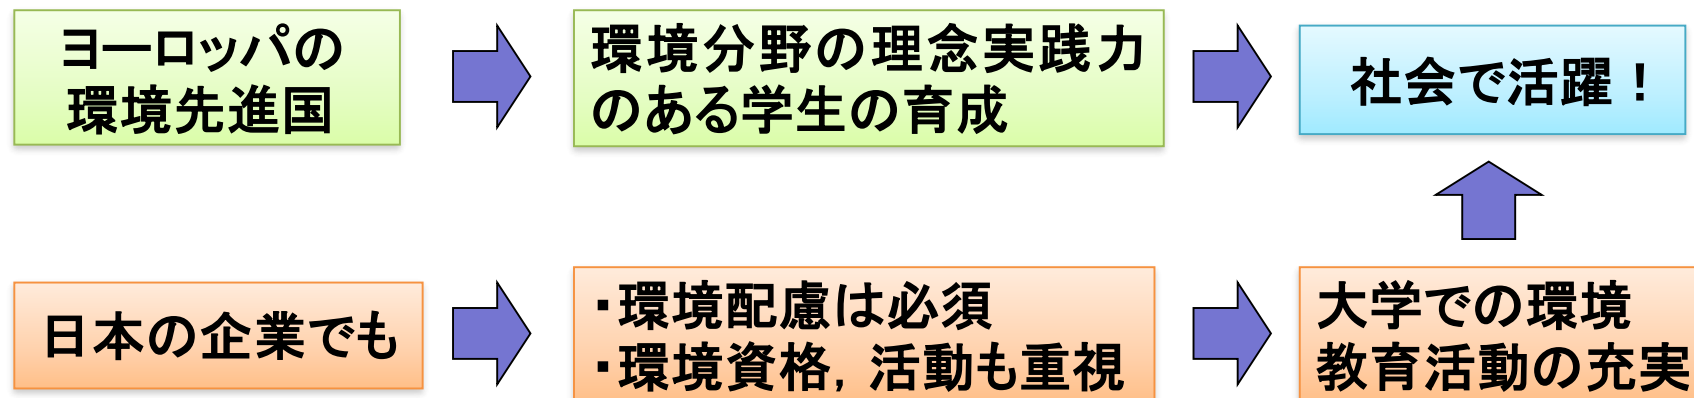 ヨーロッパの
環境先進国
環境分野の理念実践力
のある学生の育成
社会で活躍！
日本の企業でも
・環境配慮は必須
・環境資格，活動も重視
大学での環境
教育活動の充実